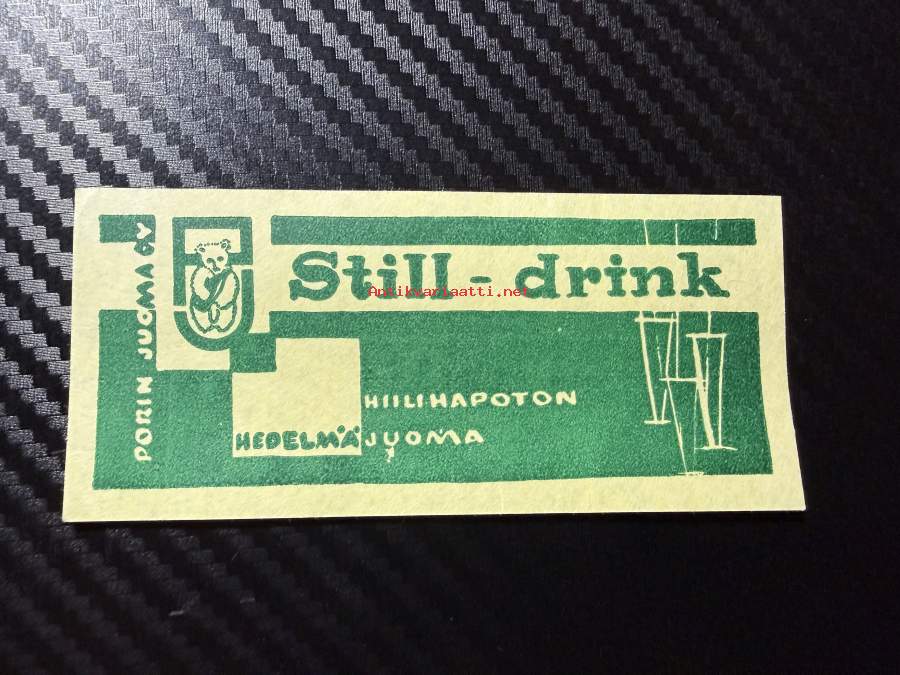 PORIN JUOMA OY
Still-drink
Antikvariaatti.net
HIILIHAPOTON
HEDELMÄJUOMA